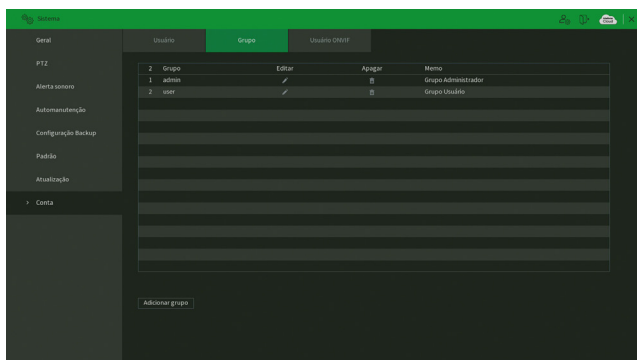 Sistema
Geral
PTZ
Alerta sonoro
Automanutenção
Configuração Backup
Padrão
Atualização
Conta
Usuário Grupo Usuário ONVIF
2 Grupo Editar Apagar Memo
1 admin Grupo Administrador
2 user Grupo Usuário
Adicionar grupo